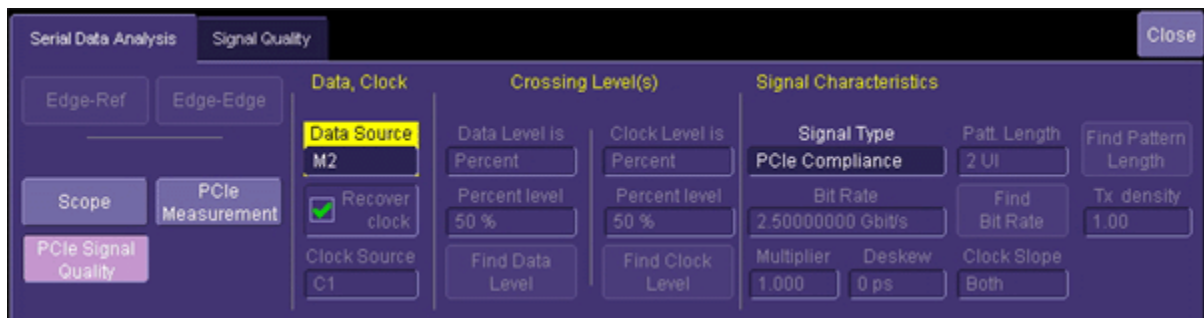 Serial Data Analysis
Signal Quality
Close
Edge-Ref
Edge-Edge
Scope
PCIe
Measurement
PCIe Signal
Quality
Data, Clock
Data Source
M2
Recover
clock
Clock Source
C1
Crossing Level(s)
Data Level is
Percent
Percent level
50 %
Find Data
Level
Clock Level is
Percent
Percent level
50 %
Find Clock
Level
Signal Characteristics
Signal Type
PCIe Compliance
Patt. Length
2 UI
Find Pattern
Length
Bit Rate
2.50000000 Gbit/s
Find
Bit Rate
Tx density
1.00
Multiplier
1.000
Deskew
0 ps
Clock Slope
Both